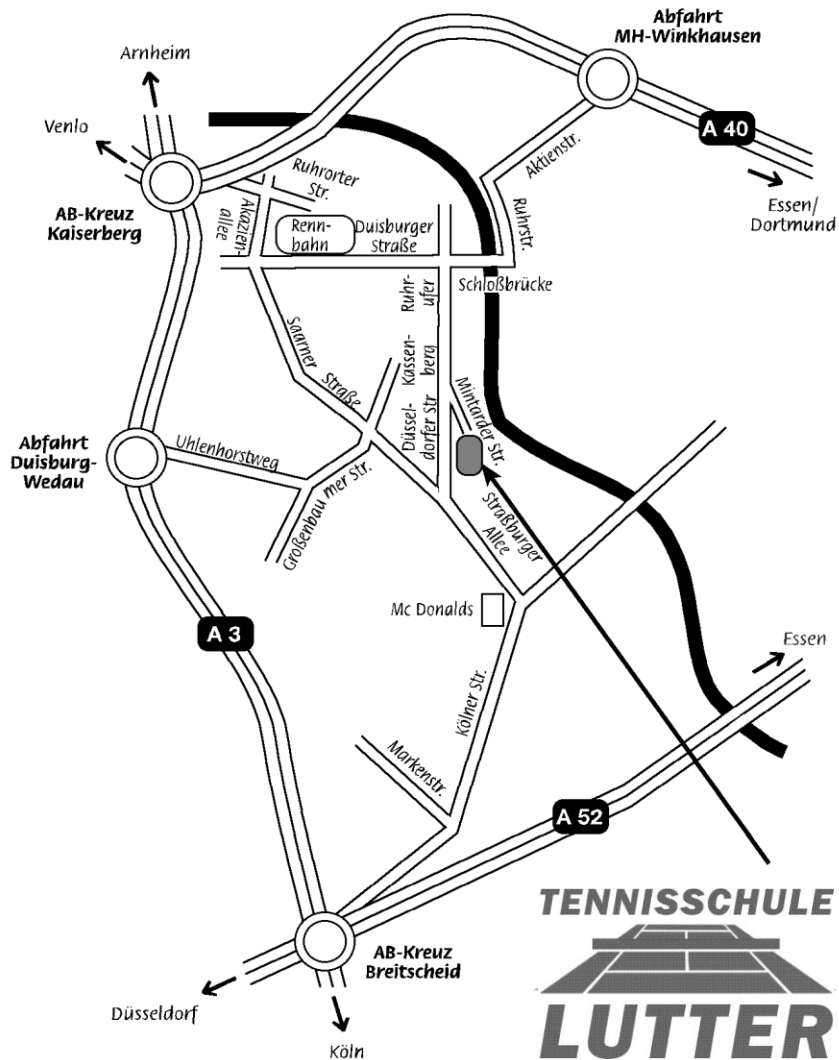 Abfahrt
MH-Winkhausen
Arnheim
Venlo
A 40
Aktienstr.
Ruhrorter
Str.
AB-Kreuz
Kaiserberg
Akazien-
allee
Renn-
bahn
Duisburger
Straße
Ruhrstr.
Essen/
Dortmund
Ruhr-
ufer
Schloßbrücke
Saarner
Straße
Kassen-
berg
Mintarder Str.
Düssel-
dorfer Str
Abfahrt
Duisburg-
Wedau
Uhlenhorstweg
Großenbau mer Str.
Straßburger
Allee
Mc Donalds
A 3
Essen
Kölner Str.
Markenstr.
A 52
AB-Kreuz
Breitscheid
Düsseldorf
Köln
TENNISSCHULE
LUTTER